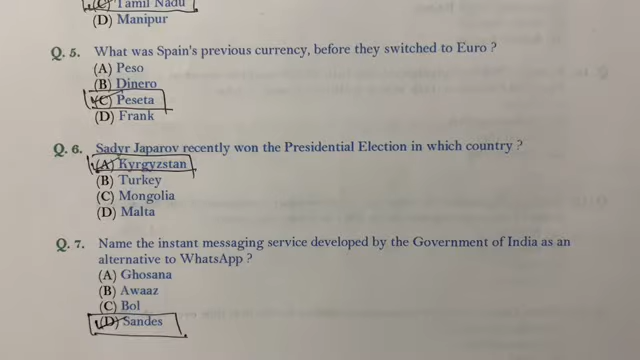 (C) Tamil Nadu
(D) Manipur
Q. 5. What was Spain's previous currency, before they switched to Euro ?
(A) Peso
(B) Dinero
(C) Peseta
(D) Frank
Q. 6. Sadyr Japarov recently won the Presidential Election in which country ?
(A) Kyrgyzstan
(B) Turkey
(C) Mongolia
(D) Malta
Q. 7. Name the instant messaging service developed by the Government of India as an
alternative to WhatsApp ?
(A) Ghosana
(B) Awaaz
(C) Bol
(D) Sandes